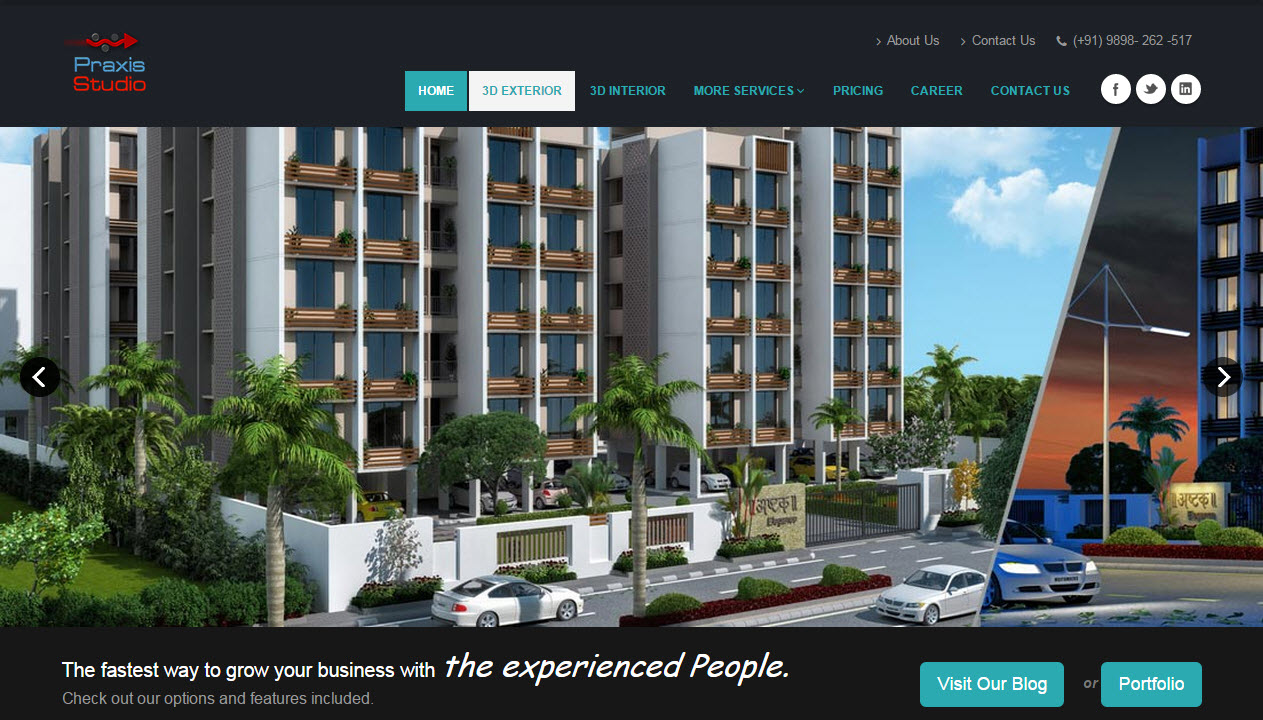 Praxis
Studio
About Us
Contact Us
(+91) 9898- 262 -517
HOME
3D EXTERIOR
3D INTERIOR
MORE SERVICES
PRICING
CAREER
CONTACT US
॥अष्टक॥
Elegance
॥अष्टक॥
The fastest way to grow your business with the experienced People.
Check out our options and features included.
Visit Our Blog
or
Portfolio